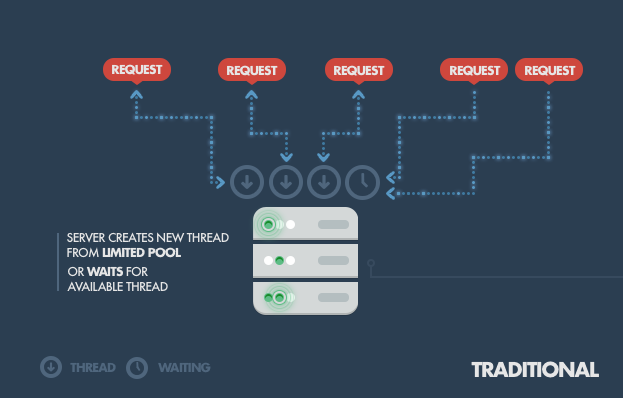 REQUEST REQUEST REQUEST REQUEST REQUEST
SERVER CREATES NEW THREAD
FROM LIMITED POOL
OR WAITS FOR
AVAILABLE THREAD
THREAD WAITING
TRADITIONAL